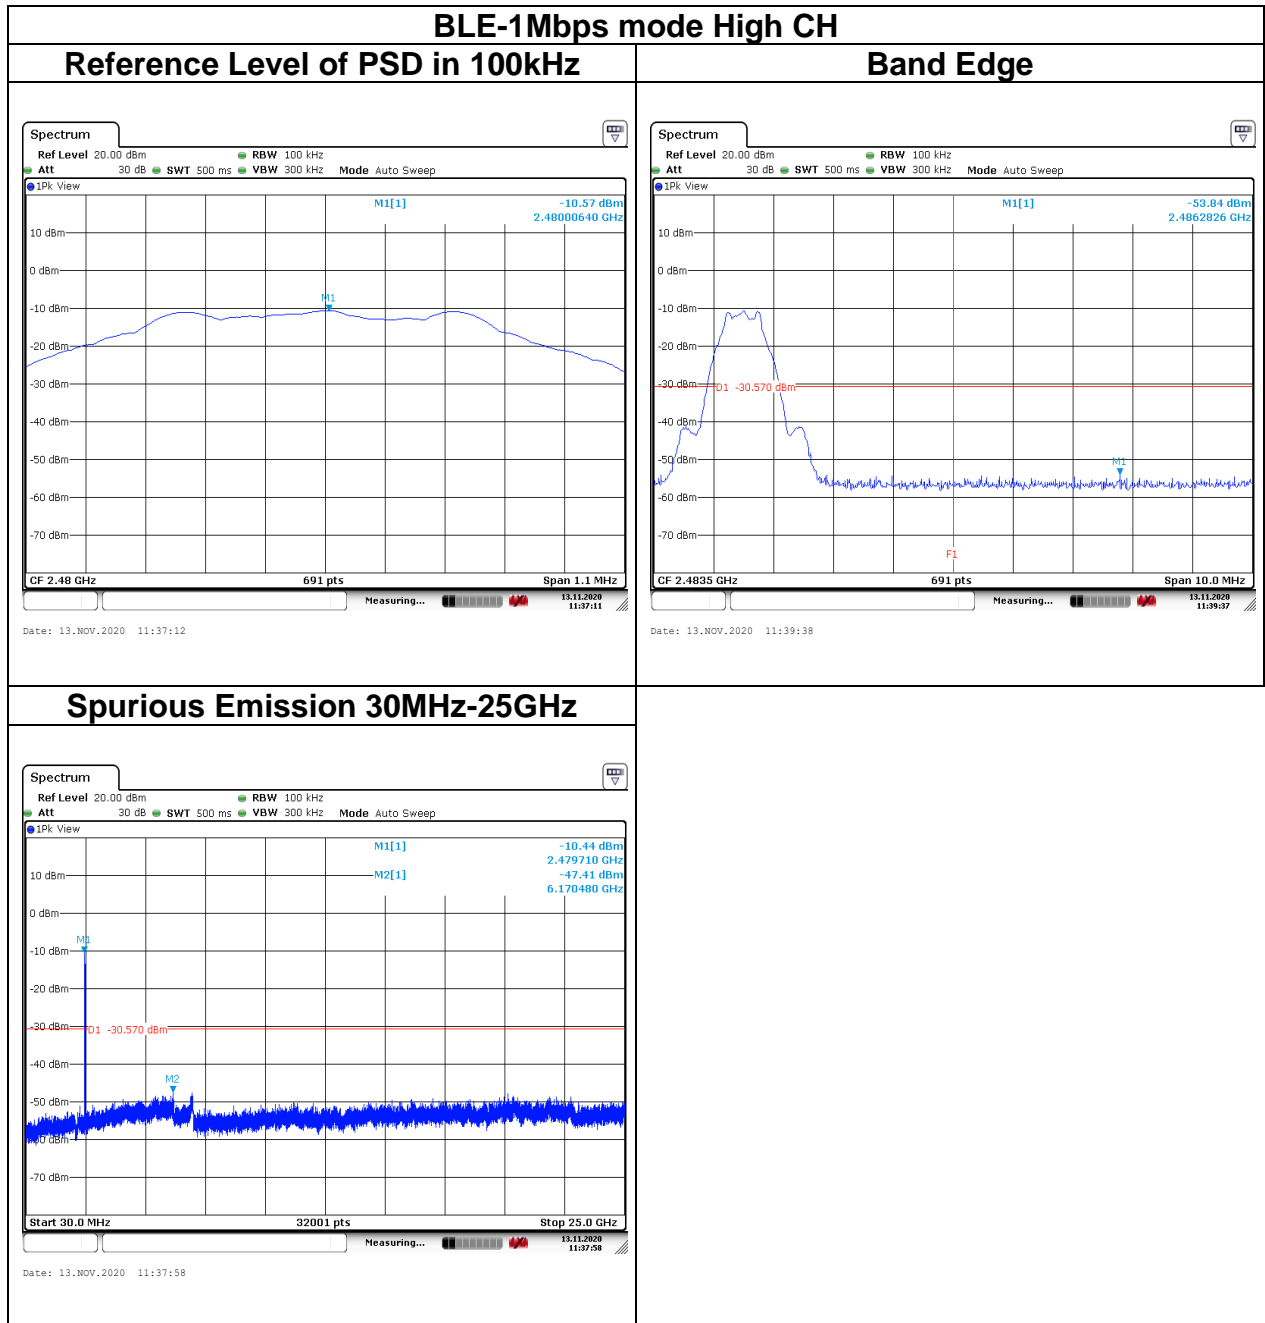 BLE-1Mbps mode High CH
Reference Level of PSD in 100kHz
Spectrum
Ref Level 20.00 dBm RBW 100 kHz
Att 30 dB SWT 500 ms VBW 300 kHz Mode Auto Sweep
1Pk View
M1[1] -10.57 dBm
2.48000640 GHz
10 dBm
0 dBm
M1
-10 dBm
-20 dBm
-30 dBm
-40 dBm
-50 dBm
-60 dBm
-70 dBm
CF 2.48 GHz 691 pts Span 1.1 MHz
Measuring... 13.11.2020
11:37:11
Date: 13.NOV.2020 11:37:12
Band Edge
Spectrum
Ref Level 20.00 dBm RBW 100 kHz
Att 30 dB SWT 500 ms VBW 300 kHz Mode Auto Sweep
1Pk View
M1[1] -53.84 dBm
2.4862826 GHz
10 dBm
0 dBm
-10 dBm
-20 dBm
-30 dBm
D1 -30.570 dBm
-40 dBm
-50 dBm
M1
-60 dBm
-70 dBm
F1
CF 2.4835 GHz 691 pts Span 10.0 MHz
Measuring... 13.11.2020
11:39:37
Date: 13.NOV.2020 11:39:38
Spurious Emission 30MHz-25GHz
Spectrum
Ref Level 20.00 dBm RBW 100 kHz
Att 30 dB SWT 500 ms VBW 300 kHz Mode Auto Sweep
1Pk View
M1[1] -10.44 dBm
2.479710 GHz
10 dBm M2[1] -47.41 dBm
6.170480 GHz
0 dBm
M1
-10 dBm
-20 dBm
-30 dBm
D1 -30.570 dBm
-40 dBm
M2
-50 dBm
-60 dBm
-70 dBm
Start 30.0 MHz 32001 pts Stop 25.0 GHz
Measuring... 13.11.2020
11:37:58
Date: 13.NOV.2020 11:37:58